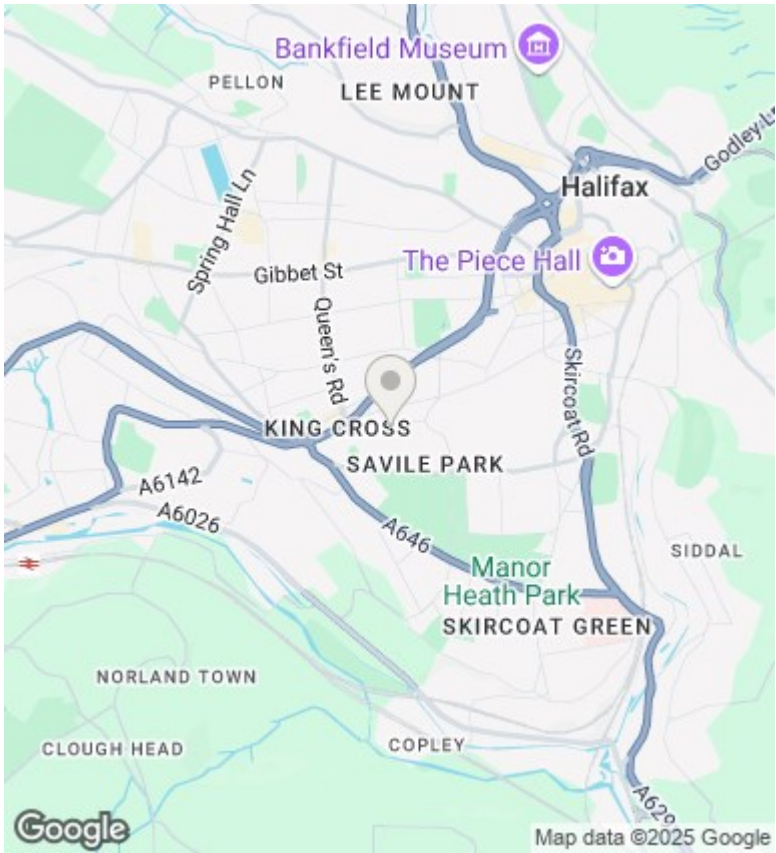 Bankfield Museum
PELLON
LEE MOUNT
Godley Ln
Halifax
Spring Hall Ln
The Piece Hall
Gibbet St
Queen's Rd
Skircoat Rd
KING CROSS
SAVILE PARK
A6142
A6026
A646
SIDDAL
Manor
Heath Park
SKIRCOAT GREEN
NORLAND TOWN
CLOUGH HEAD
COPLEY
A629
Google
Map data ©2025 Google